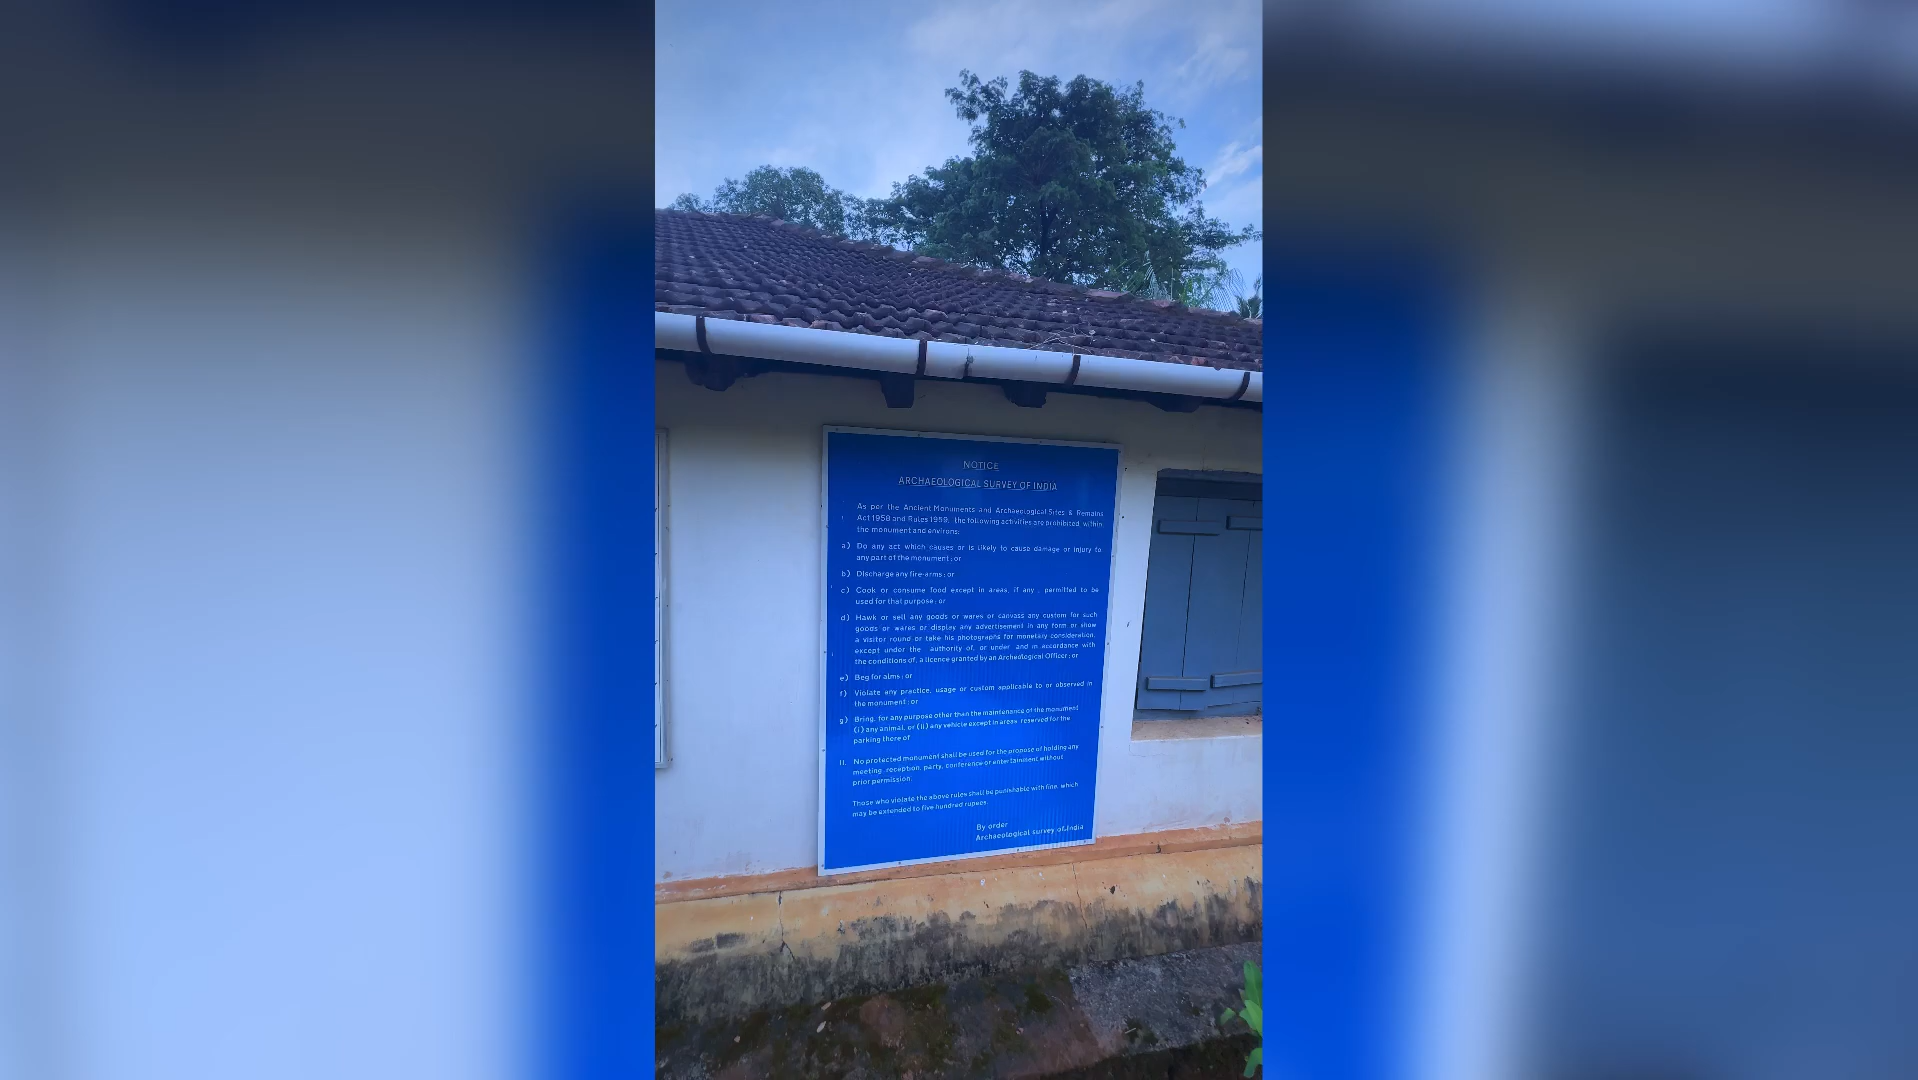 NOTICE
ARCHAEOLOGICAL SURVEY OF INDIA
As per the Ancient Monuments and Archaeological Sites & Remains
Act 1958 and Rules 1959, the following activities are prohibited within
the monument and environs:
a) Do any act which causes or is likely to cause damage or injury to
any part of the monument ; or
b) Discharge any fire-arms ; or
c) Cook or consume food except in areas, if any , permitted to be
used for that purpose ; or
d) Hawk or sell any goods or wares or canvass any custom for such
goods or wares or display any advertisement in any form or show
a visitor round or take his photographs for monetary consideration,
except under the authority of, or under and in accordance with
the conditions of, a licence granted by an Archeological Officer ; or
e) Beg for alms ; or
f) Violate any practice, usage or custom applicable to or observed in
the monument ; or
g) Bring, for any purpose other than the maintenance of the monument
(i) any animal, or (ii) any vehicle except in areas reserved for the
parking there of
II. No protected monument shall be used for the propose of holding any
meeting, reception, party, conference or entertainment without
prior permission.
Those who violate the above rules shall be punishable with fine, which
may be extended to five hundred rupees.
By order
Archaeological survey of India